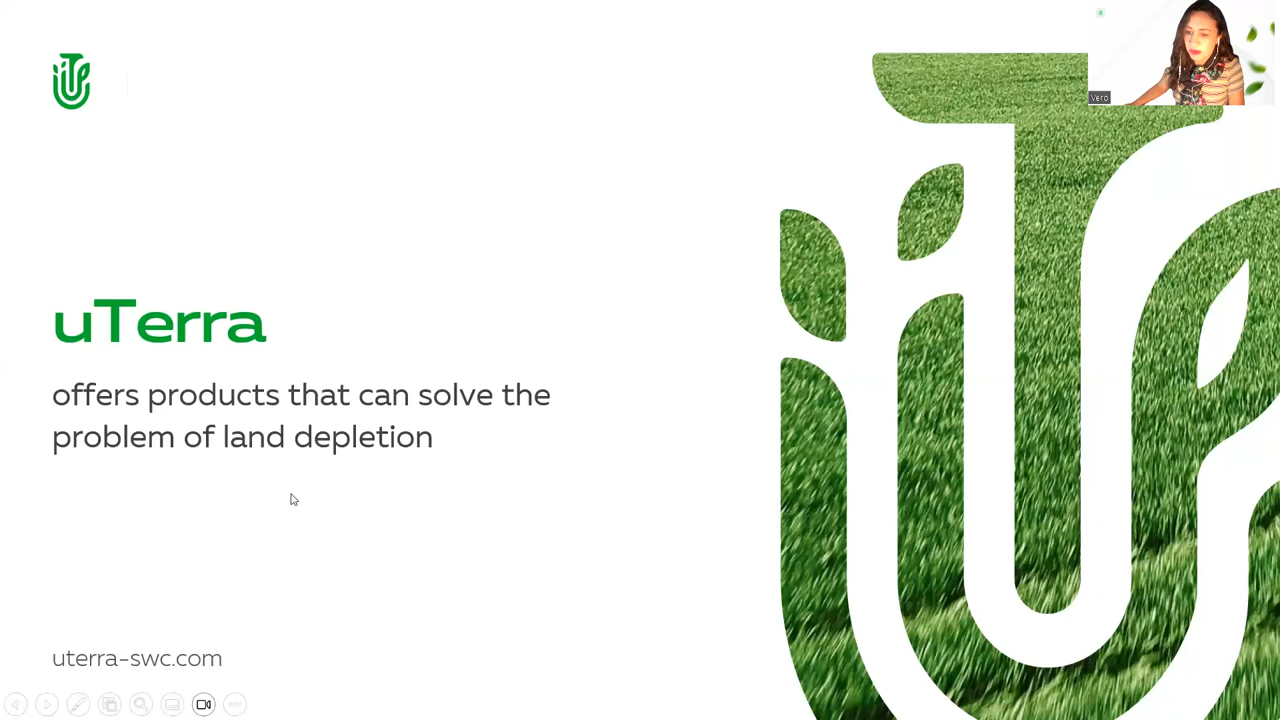 Vero
uTerra
offers products that can solve the
problem of land depletion
uterra-swc.com